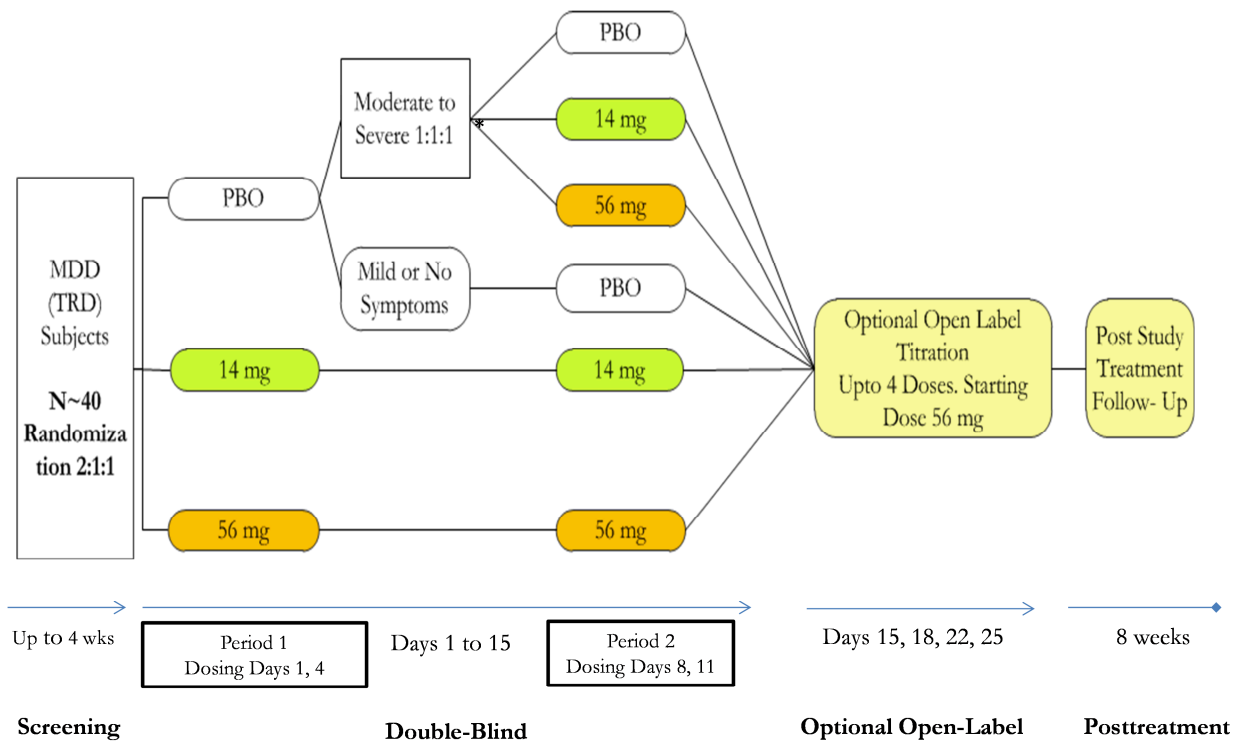 MDD
(TRD)
Subjects
N~40
Randomiza
tion 2:1:1
PBO
14 mg
56 mg
Moderate to
Severe 1:1:1
*
Mild or No
Symptoms
PBO
14 mg
56 mg
PBO
14 mg
56 mg
Optional Open Label
Titration
Upto 4 Doses. Starting
Dose 56 mg
Post Study
Treatment
Follow- Up
Up to 4 wks
Period 1
Dosing Days 1, 4
Days 1 to 15
Period 2
Dosing Days 8, 11
Days 15, 18, 22, 25
8 weeks
Screening
Double-Blind
Optional Open-Label
Posttreatment